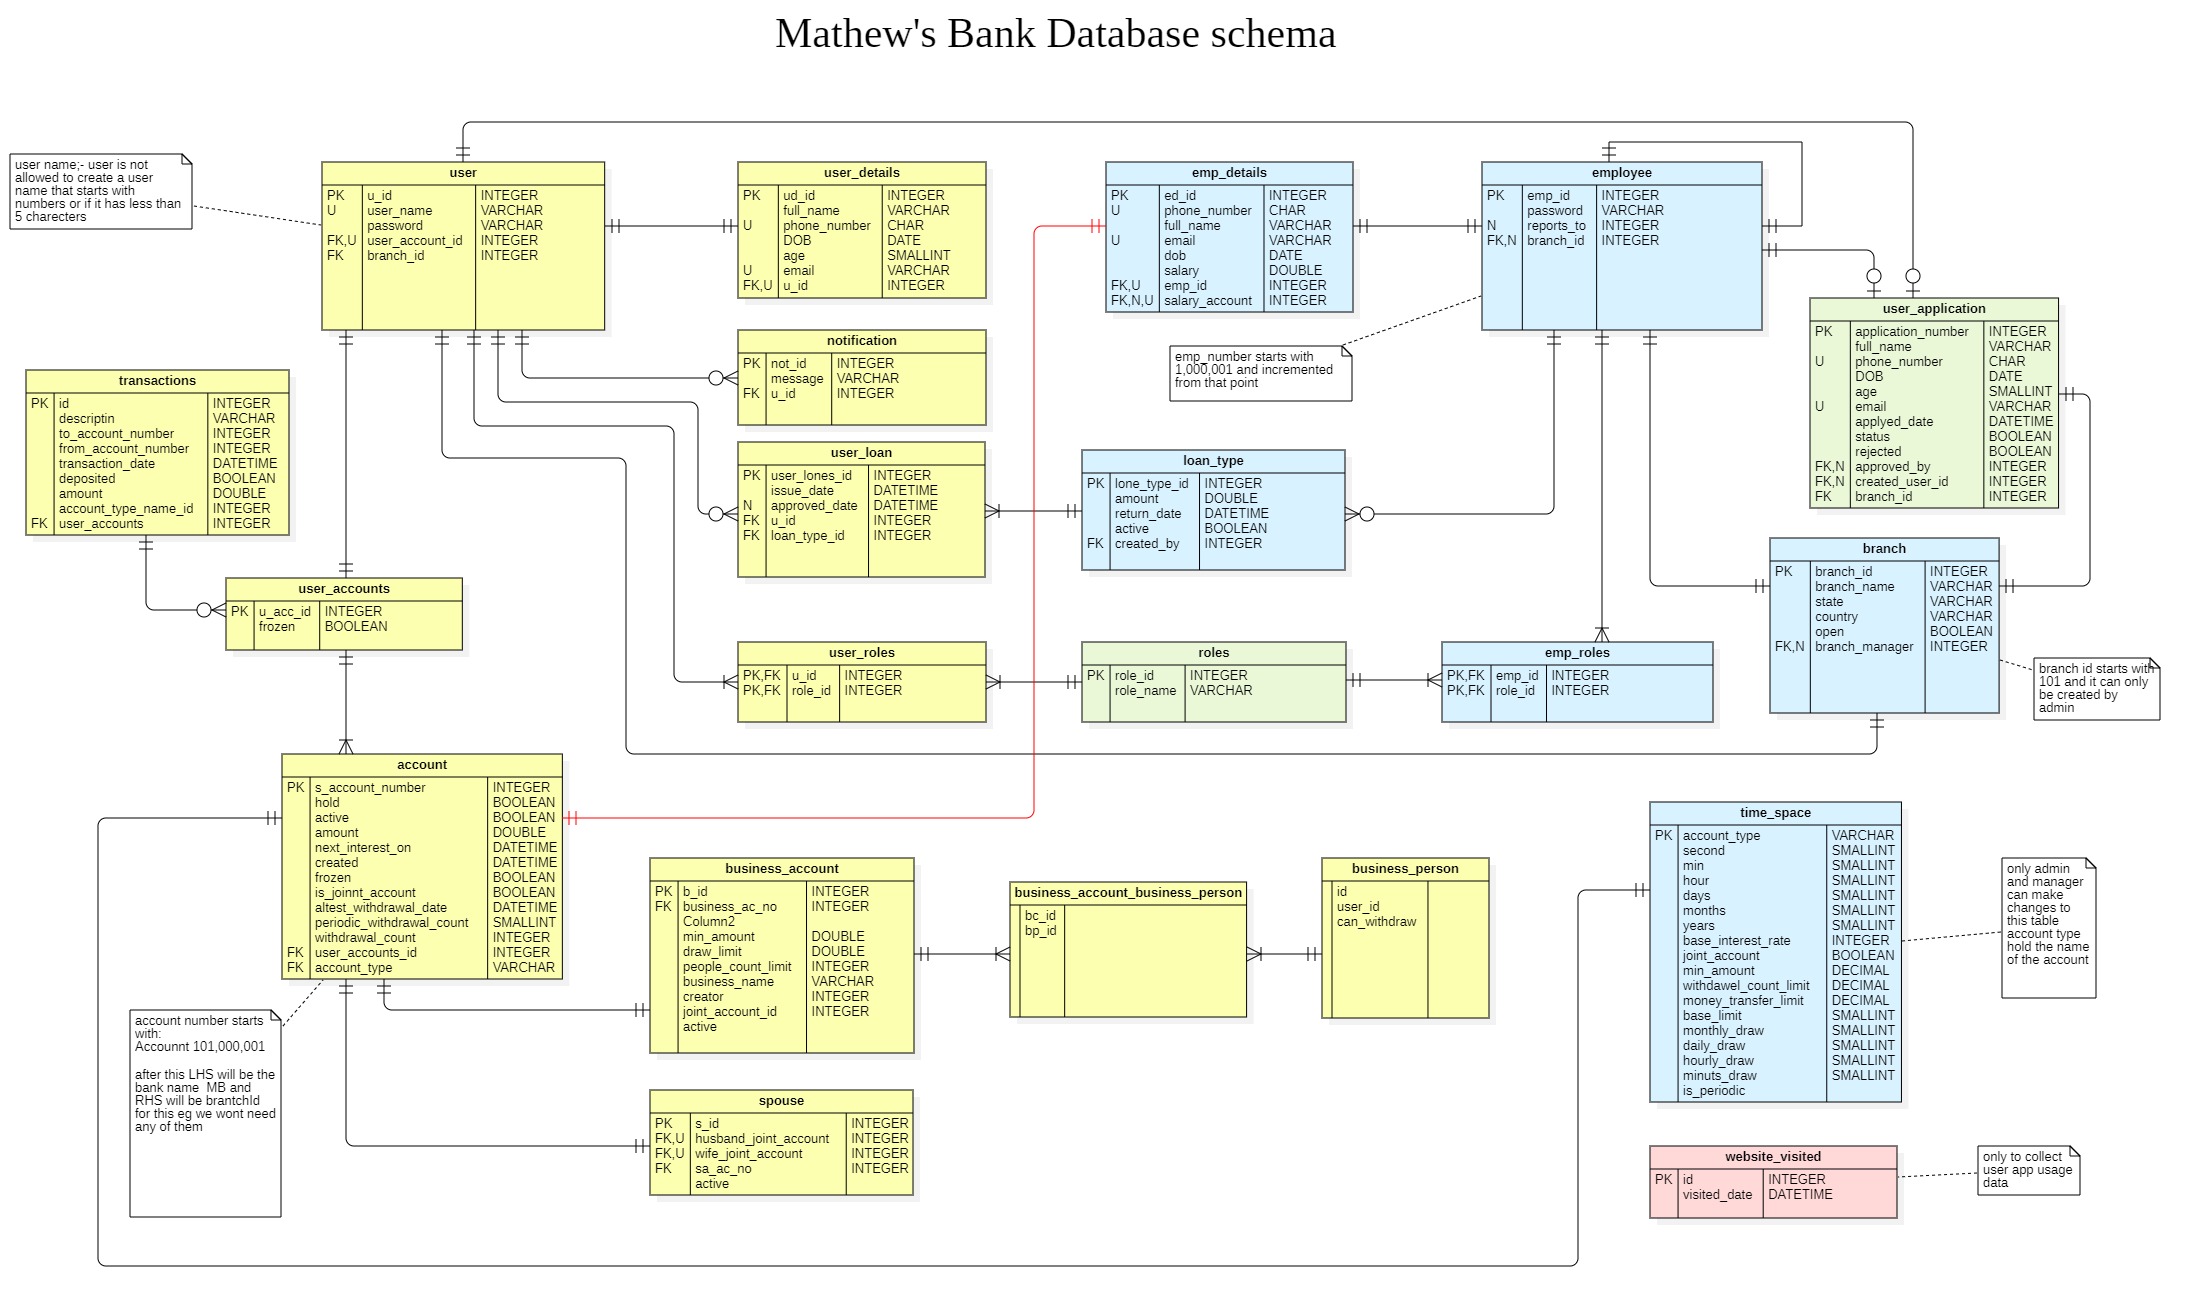 Mathew's Bank Database schema
user name;- user is not
allowed to create a user
name that starts with
numbers or if it has less than
5 charecters
user
PK u_id INTEGER
U user_name VARCHAR
password VARCHAR
FK,U user_account_id INTEGER
FK branch_id INTEGER
user_details
PK ud_id INTEGER
full_name VARCHAR
U phone_number CHAR
DOB DATE
age SMALLINT
U email VARCHAR
FK,U u_id INTEGER
emp_details
PK ed_id INTEGER
U phone_number CHAR
full_name VARCHAR
U email VARCHAR
dob DATE
salary DOUBLE
FK,U emp_id INTEGER
FK,N,U salary_account INTEGER
employee
PK emp_id INTEGER
password VARCHAR
N reports_to INTEGER
FK,N branch_id INTEGER
user_application
PK application_number INTEGER
full_name VARCHAR
U phone_number CHAR
DOB DATE
age SMALLINT
U email VARCHAR
applyed_date DATETIME
status BOOLEAN
rejected BOOLEAN
FK,N approved_by INTEGER
FK,N created_user_id INTEGER
FK branch_id INTEGER
notification
PK not_id INTEGER
message VARCHAR
FK u_id INTEGER
emp_number starts with
1,000,001 and incremented
from that point
transactions
PK id INTEGER
descriptin VARCHAR
to_account_number INTEGER
from_account_number INTEGER
transaction_date DATETIME
deposited BOOLEAN
amount DOUBLE
account_type_name_id INTEGER
FK user_accounts INTEGER
user_loan
PK user_lones_id INTEGER
issue_date DATETIME
N approved_date DATETIME
FK u_id INTEGER
FK loan_type_id INTEGER
loan_type
PK lone_type_id INTEGER
amount DOUBLE
return_date DATETIME
active BOOLEAN
FK created_by INTEGER
branch
PK branch_id INTEGER
branch_name VARCHAR
state VARCHAR
country VARCHAR
open BOOLEAN
FK,N branch_manager INTEGER
user_accounts
PK u_acc_id INTEGER
frozen BOOLEAN
user_roles
PK,FK u_id INTEGER
PK,FK role_id INTEGER
roles
PK role_id INTEGER
role_name VARCHAR
emp_roles
PK,FK emp_id INTEGER
PK,FK role_id INTEGER
branch id starts with
101 and it can only
be created by
admin
account
PK s_account_number INTEGER
hold BOOLEAN
active BOOLEAN
amount DOUBLE
next_interest_on DATETIME
created DATETIME
frozen BOOLEAN
is_joinnt_account BOOLEAN
altest_withdrawal_date DATETIME
periodic_withdrawal_count SMALLINT
withdrawal_count INTEGER
FK user_accounts_id INTEGER
FK account_type VARCHAR
business_account
PK b_id INTEGER
FK business_ac_no INTEGER
Column2
min_amount DOUBLE
draw_limit DOUBLE
people_count_limit INTEGER
business_name VARCHAR
creator INTEGER
joint_account_id INTEGER
active
business_account_business_person
bc_id
bp_id
business_person
id
user_id
can_withdraw
time_space
PK account_type VARCHAR
second SMALLINT
min SMALLINT
hour SMALLINT
days SMALLINT
months SMALLINT
years SMALLINT
base_interest_rate INTEGER
joint_account BOOLEAN
min_amount DECIMAL
withdawel_count_limit DECIMAL
money_transfer_limit DECIMAL
base_limit SMALLINT
monthly_draw SMALLINT
daily_draw SMALLINT
hourly_draw SMALLINT
minuts_draw SMALLINT
is_periodic
only admin
and manager
can make
changes to
this table
account type
hold the name
of the account
account number starts
with:
Accounnt 101,000,001
after this LHS will be the
bank name MB and
RHS will be brantchId
for this eg we wont need
any of them
spouse
PK s_id INTEGER
FK,U husband_joint_account INTEGER
FK,U wife_joint_account INTEGER
FK sa_ac_no INTEGER
active
website_visited
PK id INTEGER
visited_date DATETIME
only to collect
user app usage
data